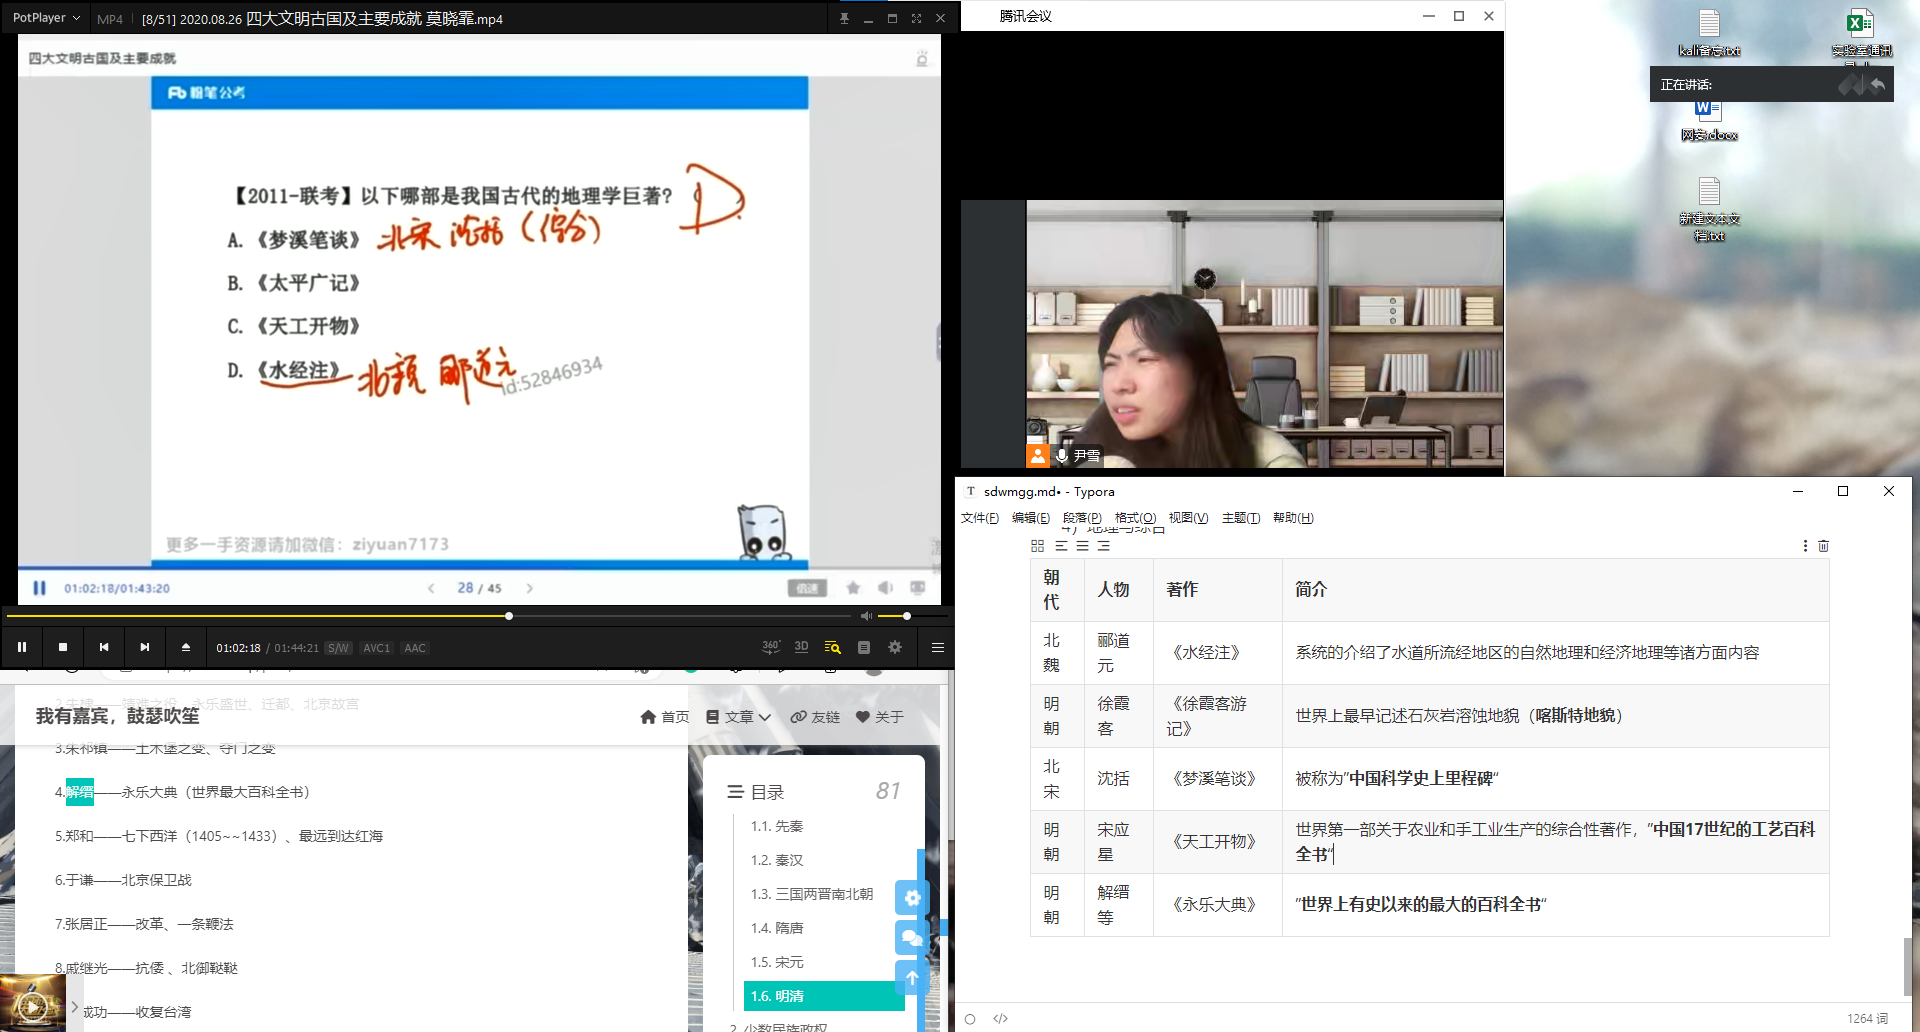 PotPlayer
MP4
[8/51] 2020.08.26 四大文明古国及主要成就 莫晓霏.mp4
四大文明古国及主要成就
粉笔公考
【2011-联考】以下哪部是我国古代的地理学巨著?
D
A. 《梦溪笔谈》
北宋 沈括 (综合)
B. 《太平广记》
C. 《天工开物》
D. 《水经注》
北魏 郦道元
id:52846934
更多一手资源请加微信: ziyuan7173
01:02:18/01:43:20
28 / 45
倍速
01:02:18 / 01:44:21
S/W
AVC1
AAC
360°
3D
腾讯会议
尹雪
kali备忘.txt
实验室通讯
正在讲话:
网安.docx
新建文本文
档.txt
我有嘉宾，鼓瑟吹笙
首页
文章
友链
关于
永乐盛世、迁都、北京故宫
3.朱祁镇——土木堡之变、夺门之变
4.解缙——永乐大典（世界最大百科全书）
5.郑和——七下西洋（1405~~1433）、最远到达红海
6.于谦——北京保卫战
7.张居正——改革、一条鞭法
8.戚继光——抗倭 、北御鞑靼
成功——收复台湾
目录
81
1.1. 先秦
1.2. 秦汉
1.3. 三国两晋南北朝
1.4. 隋唐
1.5. 宋元
1.6. 明清
2. 少数民族政权
sdwmgg.md• - Typora
文件(F)
编辑(E)
段落(P)
格式(O)
视图(V)
主题(T)
帮助(H)
4）地理与综合
朝代 人物 著作 简介
北魏 郦道元 《水经注》 系统的介绍了水道所流经地区的自然地理和经济地理等诸方面内容
明朝 徐霞客 《徐霞客游记》 世界上最早记述石灰岩溶蚀地貌（喀斯特地貌）
北宋 沈括 《梦溪笔谈》 被称为”中国科学史上里程碑“
明朝 宋应星 《天工开物》 世界第一部关于农业和手工业生产的综合性著作，”中国17世纪的工艺百科全书“
明朝 解缙等 《永乐大典》 ”世界上有史以来的最大的百科全书“
1264 词